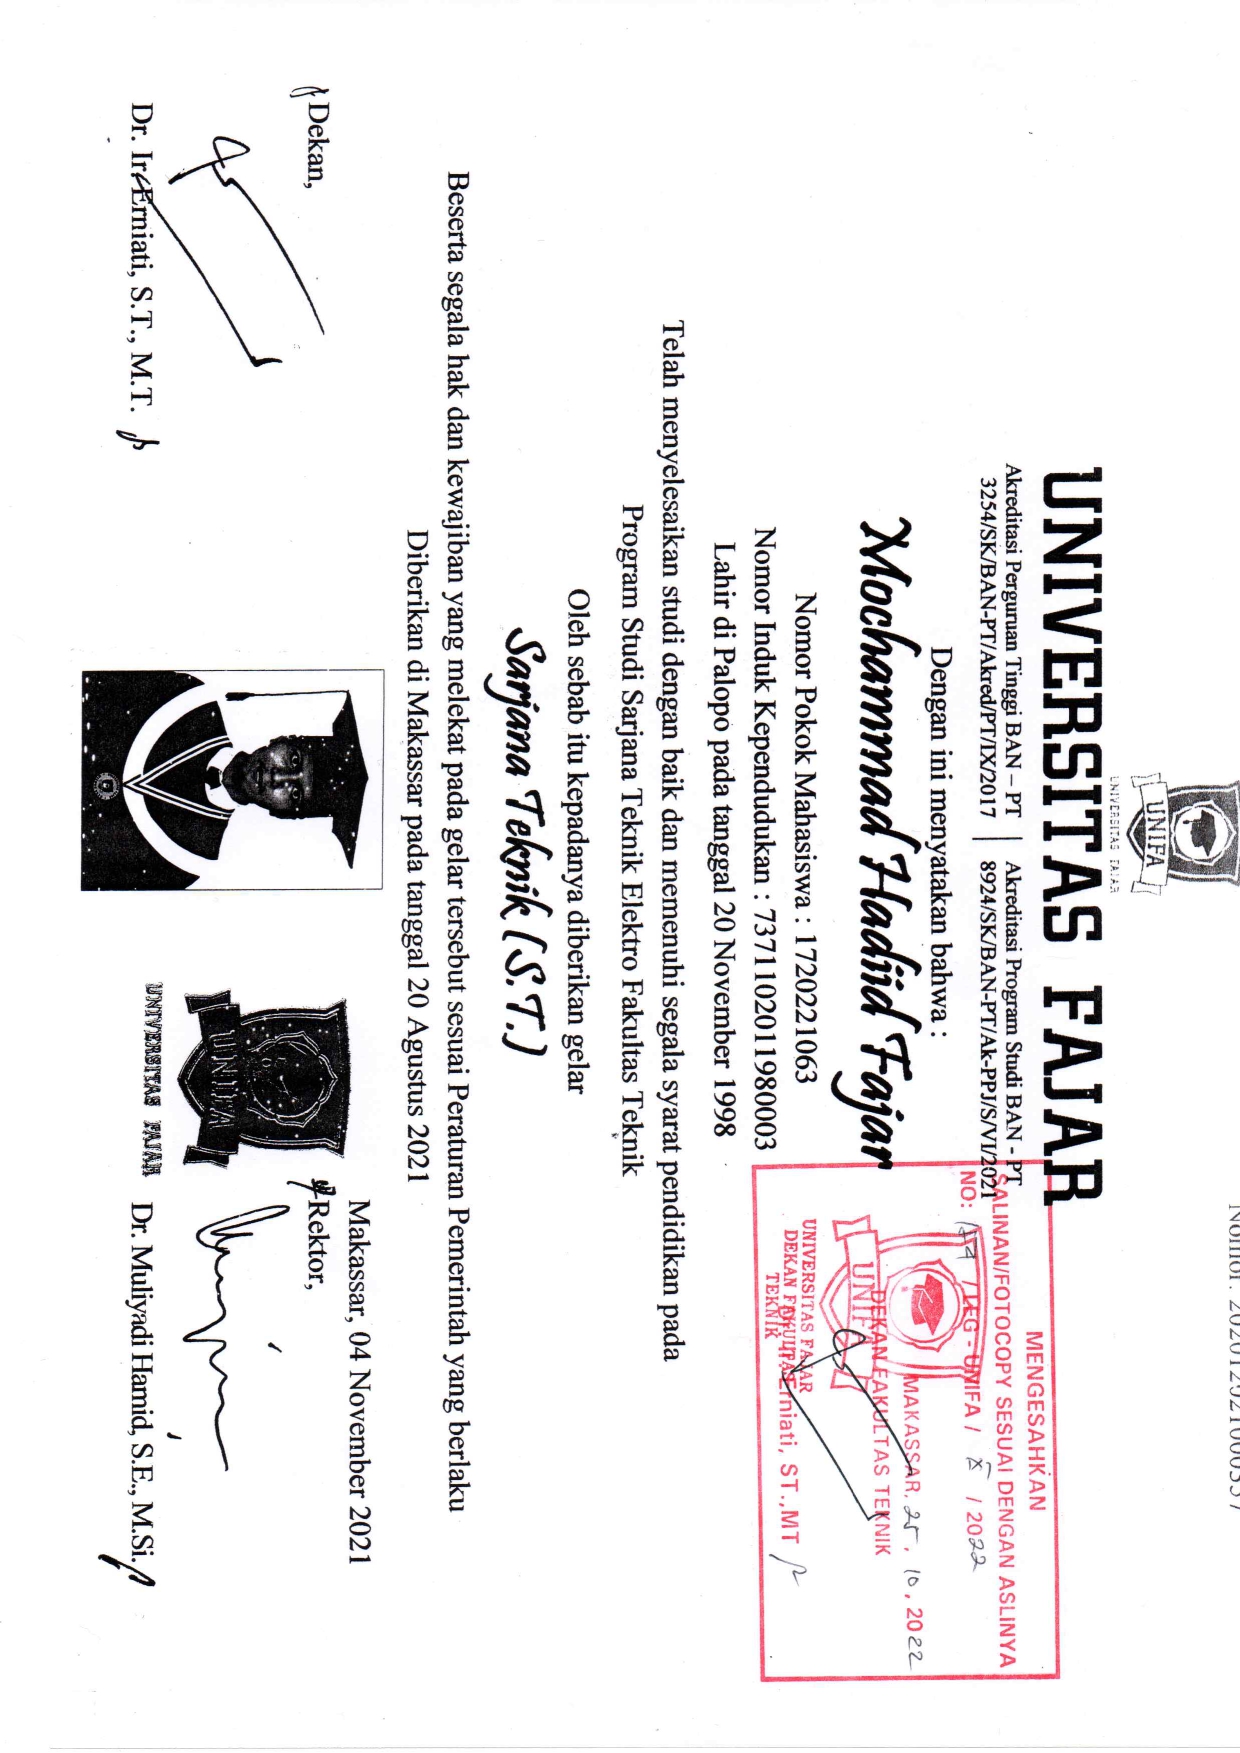 UNIFA
UNIVERSITAS FAJAR
UNIVERSITAS FAJAR
Akreditasi Perguruan Tinggi BAN – PT | Akreditasi Program Studi BAN - PT
3254/SK/BAN-PT/Akred/PT/IX/2017 | 8924/SK/BAN-PT/Ak-PPJ/S/VI/2021
Dengan ini menyatakan bahwa :
Mochammad Hadiid Fajar
Nomor Pokok Mahasiswa : 1720221063
Nomor Induk Kependudukan : 7371102011980003
Lahir di Palopo pada tanggal 20 November 1998
Telah menyelesaikan studi dengan baik dan memenuhi segala syarat pendidikan pada
Program Studi Sarjana Teknik Elektro Fakultas Teknik
Oleh sebab itu kepadanya diberikan gelar
Sarjana Teknik (S.T.)
Beserta segala hak dan kewajiban yang melekat pada gelar tersebut sesuai Peraturan Pemerintah yang berlaku
Diberikan di Makassar pada tanggal 20 Agustus 2021
Dekan,
Dr. Ir. Erniati, S.T., M.T.
Makassar, 04 November 2021
Rektor,
Dr. Muliyadi Hamid, S.E., M.Si.
UNIFA
UNIVERSITAS FAJAR
MENGESAHKAN
SALINAN/FOTOCOPY SESUAI DENGAN ASLINYA
NO: / LEG - UNIFA / X / 2022
MAKASSAR, 25, 10, 2022
DEKAN FAKULTAS TEKNIK
UNIFA
UNIVERSITAS FAJAR
DEKAN FAKULTAS
TEKNIK
Dr. Ir. Erniati, ST.,MT